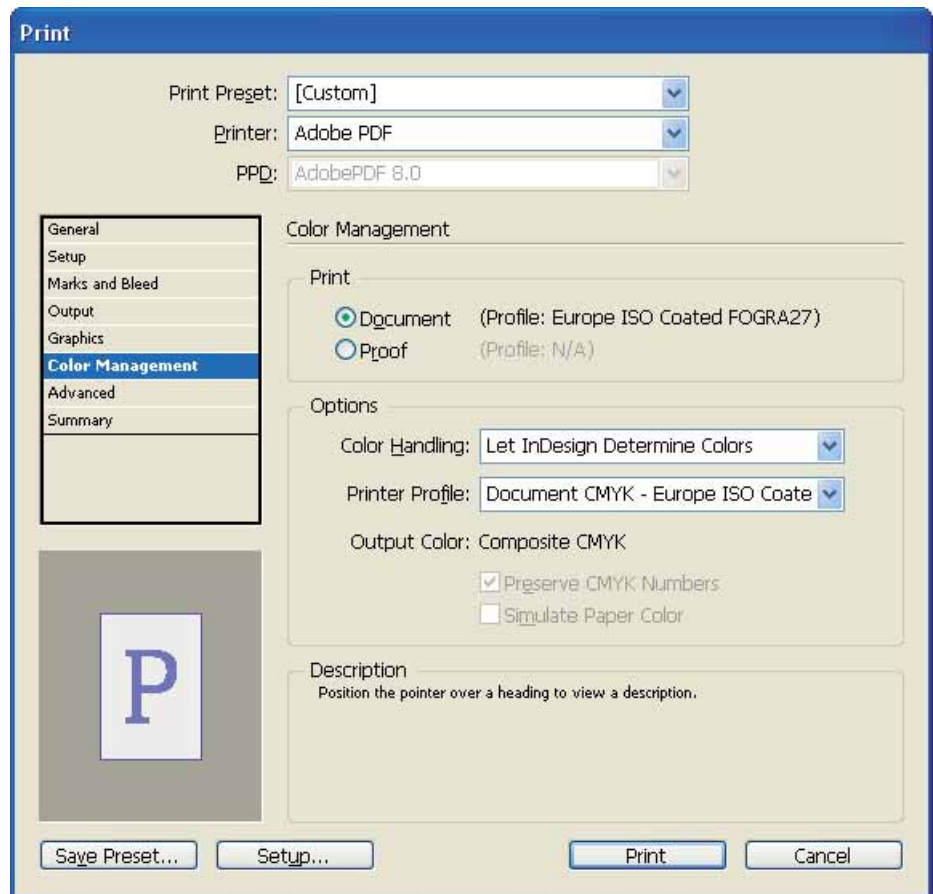 Print
Print Preset: [Custom]
Printer: Adobe PDF
PPD: AdobePDF 8.0
General
Setup
Marks and Bleed
Output
Graphics
Color Management
Advanced
Summary
Color Management
Print
Document (Profile: Europe ISO Coated FOGRA27)
Proof (Profile: N/A)
Options
Color Handling: Let InDesign Determine Colors
Printer Profile: Document CMYK - Europe ISO Coate
Output Color: Composite CMYK
Preserve CMYK Numbers
Simulate Paper Color
P
Description
Position the pointer over a heading to view a description.
Save Preset... Setup... Print Cancel